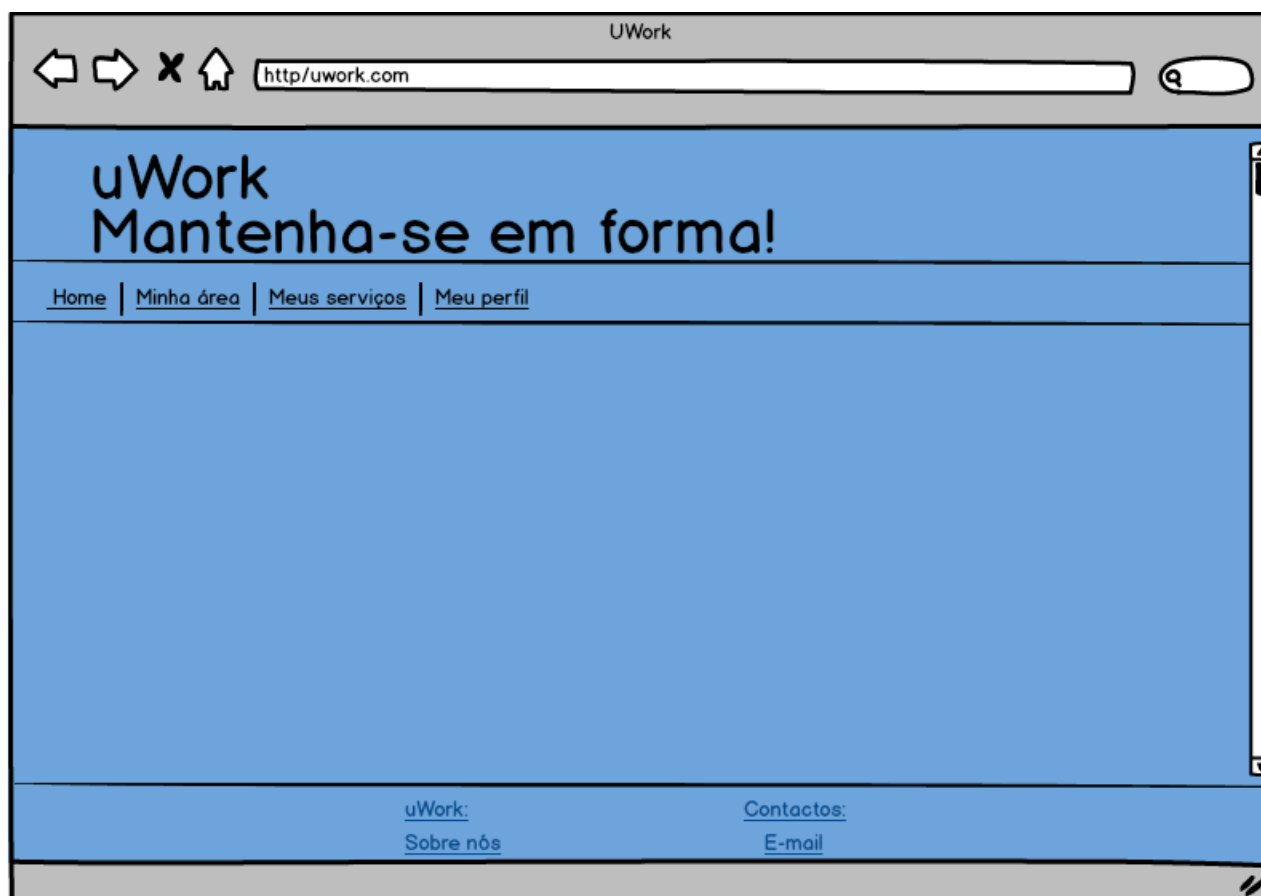 UWork
http/uwork.com
uWork
Mantenha-se em forma!
Home Minha área Meus serviços Meu perfil
uWork: Contactos:
Sobre nós E-mail